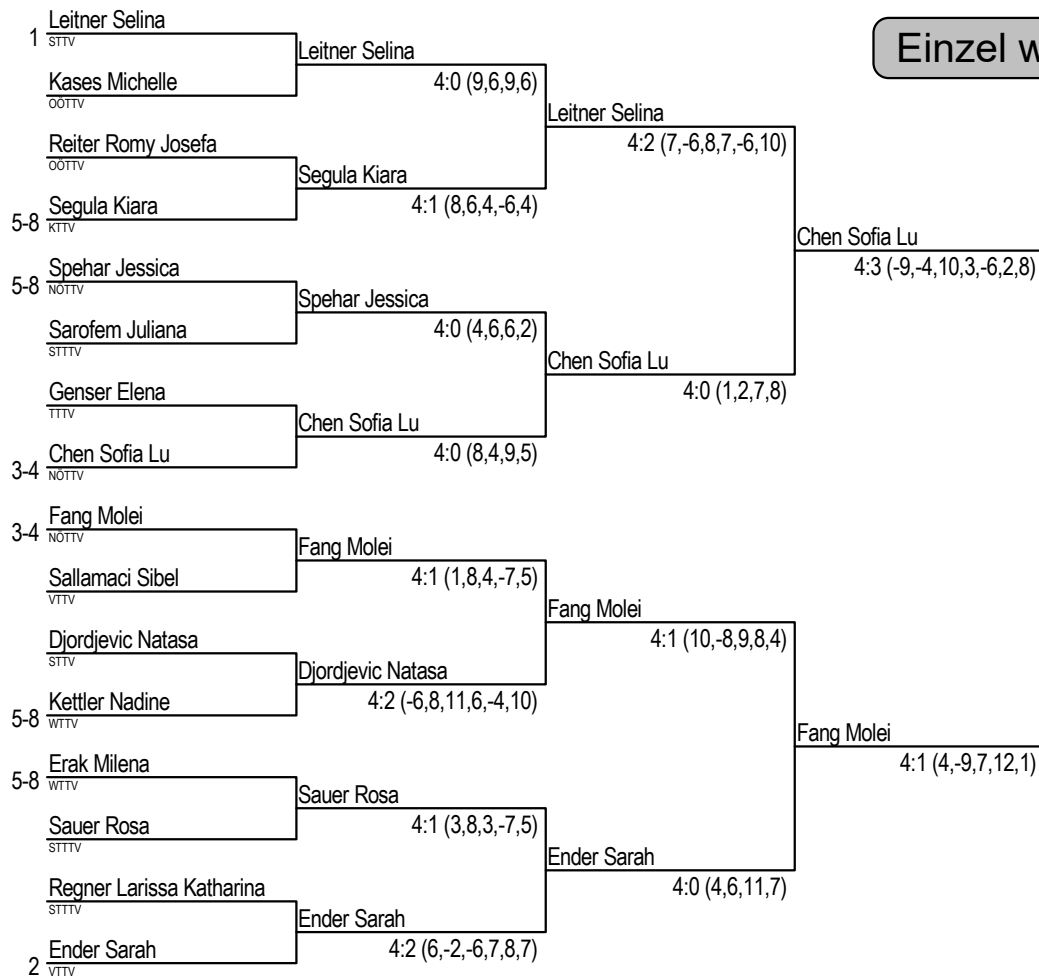 Einzel w
1 Leitner Selina
STTV
Kases Michelle
OÖTTV
Reiter Romy Josefa
OÖTTV
5-8 Segula Kiara
KTTV
5-8 Spehar Jessica
NÖTTV
Sarofem Juliana
STTTV
Genser Elena
TTTV
3-4 Chen Sofia Lu
NÖTTV
3-4 Fang Molei
NÖTTV
Sallamaci Sibel
VTTV
Djordjevic Natasa
STTV
5-8 Kettler Nadine
WTTV
5-8 Erak Milena
WTTV
Sauer Rosa
STTTV
Regner Larissa Katharina
STTTV
2 Ender Sarah
VTTV
Leitner Selina
4:0 (9,6,9,6)
Segula Kiara
4:1 (8,6,4,-6,4)
Spehar Jessica
4:0 (4,6,6,2)
Chen Sofia Lu
4:0 (8,4,9,5)
Fang Molei
4:1 (1,8,4,-7,5)
Djordjevic Natasa
4:2 (-6,8,11,6,-4,10)
Sauer Rosa
4:1 (3,8,3,-7,5)
Ender Sarah
4:2 (6,-2,-6,7,8,7)
Leitner Selina
4:2 (7,-6,8,7,-6,10)
Chen Sofia Lu
4:0 (1,2,7,8)
Fang Molei
4:1 (10,-8,9,8,4)
Ender Sarah
4:0 (4,6,11,7)
Chen Sofia Lu
4:3 (-9,-4,10,3,-6,2,8)
Fang Molei
4:1 (4,-9,7,12,1)